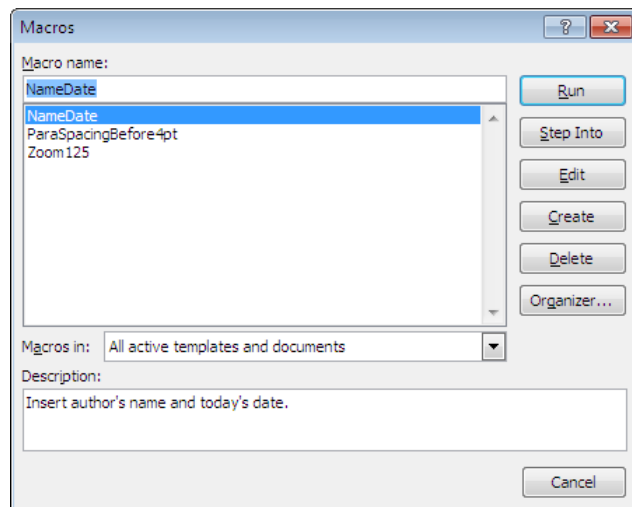 Macros
Macro name:
NameDate
Run
NameDate
ParaSpacingBefore4pt
Zoom125
Step Into
Edit
Create
Delete
Organizer...
Macros in: All active templates and documents
Description:
Insert author's name and today's date.
Cancel